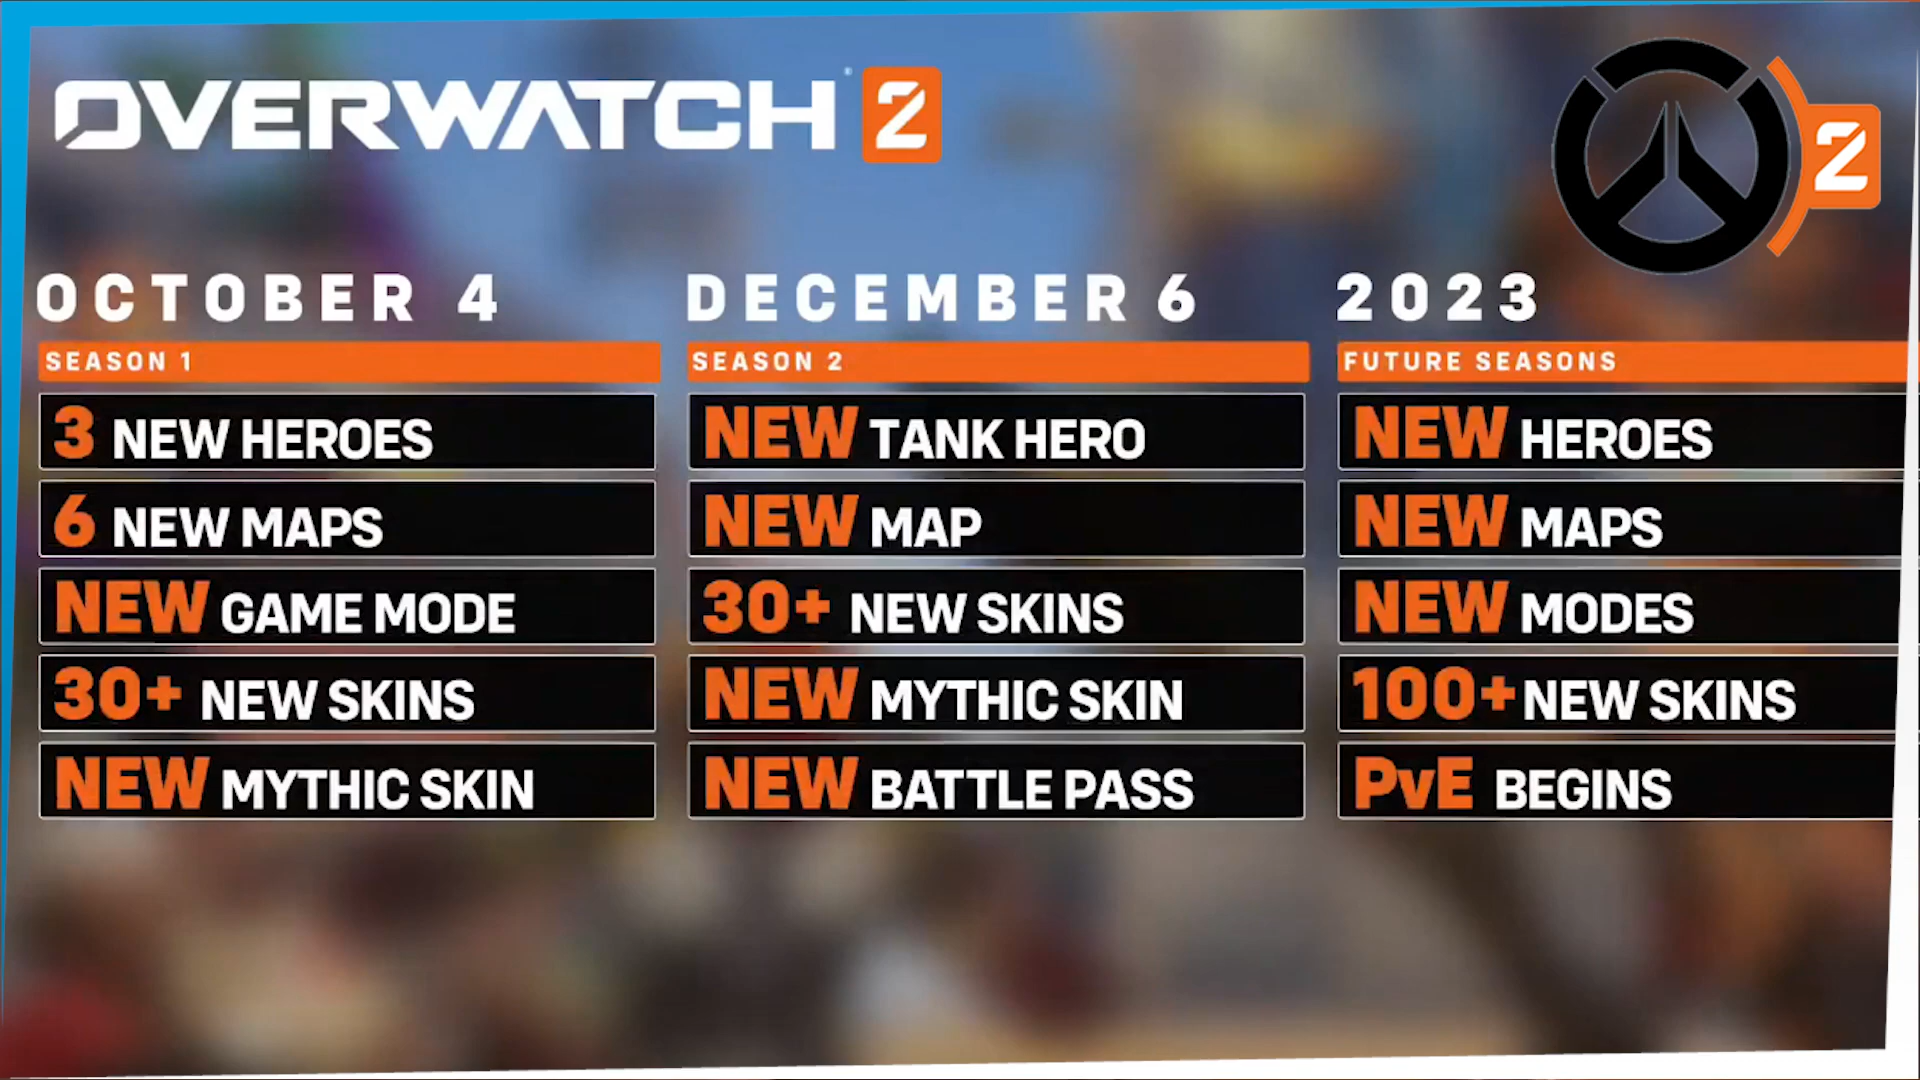 OVERWATCH 2
2
OCTOBER 4
SEASON 1
3 NEW HEROES
6 NEW MAPS
NEW GAME MODE
30+ NEW SKINS
NEW MYTHIC SKIN
DECEMBER 6
SEASON 2
NEW TANK HERO
NEW MAP
30+ NEW SKINS
NEW MYTHIC SKIN
NEW BATTLE PASS
2023
FUTURE SEASONS
NEW HEROES
NEW MAPS
NEW MODES
100+ NEW SKINS
PvE BEGINS